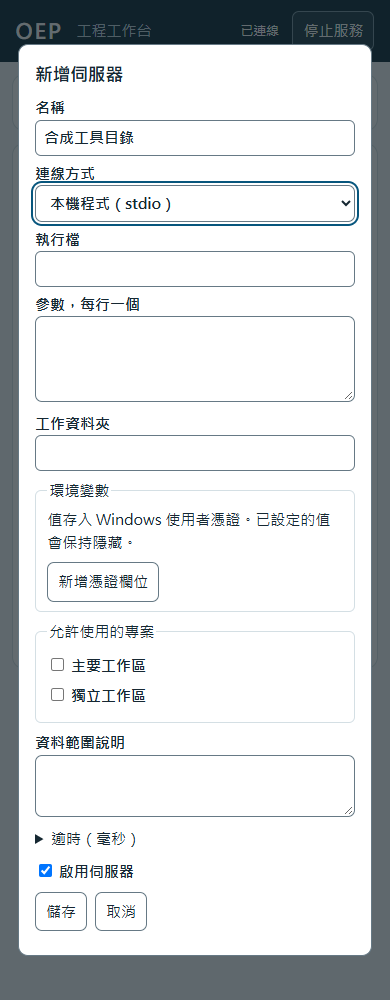 OEP 工程工作台 已連線 停止服務
新增伺服器
名稱
合成工具目錄
連線方式
本機程式（stdio）
執行檔
參數，每行一個
工作資料夾
環境變數
值存入 Windows 使用者憑證。已設定的值
會保持隱藏。
新增憑證欄位
允許使用的專案
主要工作區
獨立工作區
資料範圍說明
逾時（毫秒）
啟用伺服器
儲存 取消